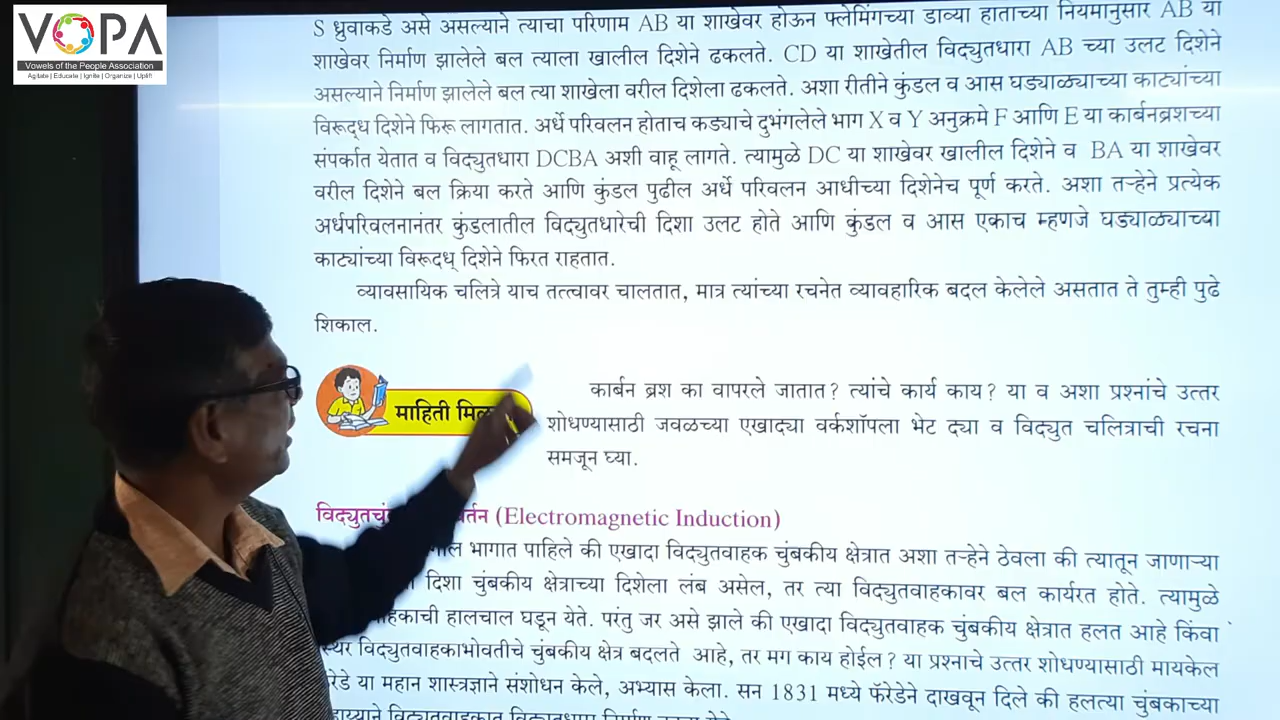 VOPA
Vowels of the People Association
Agitate | Educate | Ignite | Organize | Uplift
S ध्रुवाकडे असे असल्याने त्याचा परिणाम AB या शाखेवर होऊन फ्लेमिंगच्या डाव्या हाताच्या नियमानुसार AB या
शाखेवर निर्माण झालेले बल त्याला खालील दिशेने ढकलते. CD या शाखेतील विद्युतधारा AB च्या उलट दिशेने
असल्याने निर्माण झालेले बल त्या शाखेला वरील दिशेला ढकलते. अशा रीतीने कुंडल व आस घड्याळ्याच्या काट्यांच्या
विरूद्ध दिशेने फिरू लागतात. अर्धे परिवलन होताच कड्याचे दुभंगलेले भाग X व Y अनुक्रमे F आणि E या कार्बनब्रशच्या
संपर्कात येतात व विद्युतधारा DCBA अशी वाहू लागते. त्यामुळे DC या शाखेवर खालील दिशेने व BA या शाखेवर
वरील दिशेने बल क्रिया करते आणि कुंडल पुढील अर्धे परिवलन आधीच्या दिशेनेच पूर्ण करते. अशा तऱ्हेने प्रत्येक
अर्धपरिवलनानंतर कुंडलातील विद्युतधारेची दिशा उलट होते आणि कुंडल व आस एकाच म्हणजे घड्याळ्याच्या
काट्यांच्या विरूदध् दिशेने फिरत राहतात.
व्यावसायिक चलित्रे याच तत्त्वावर चालतात, मात्र त्यांच्या रचनेत व्यावहारिक बदल केलेले असतात ते तुम्ही पुढे
शिकाल.
माहिती
कार्बन ब्रश का वापरले जातात? त्यांचे कार्य काय? या व अशा प्रश्नांचे उत्तर
शोधण्यासाठी जवळच्या एखाद्या वर्कशॉपला भेट द्या व विद्युत चलित्राची रचना
समजून घ्या.
(Electromagnetic Induction)
भागात पाहिले की एखादा विद्युतवाहक चुंबकीय क्षेत्रात अशा तऱ्हेने ठेवला की त्यातून जाणाऱ्या
दिशा चुंबकीय क्षेत्राच्या दिशेला लंब असेल, तर त्या विद्युतवाहकावर बल कार्यरत होते. त्यामुळे
हालचाल घडून येते. परंतु जर असे झाले की एखादा विद्युतवाहक चुंबकीय क्षेत्रात हलत आहे किंवा
विद्युतवाहकाभोवतीचे चुंबकीय क्षेत्र बदलते आहे, तर मग काय होईल? या प्रश्नाचे उत्तर शोधण्यासाठी मायकेल
या महान शास्त्रज्ञाने संशोधन केले, अभ्यास केला. सन 1831 मध्ये फॅरेडेने दाखवून दिले की हलत्या चुंबकाच्या